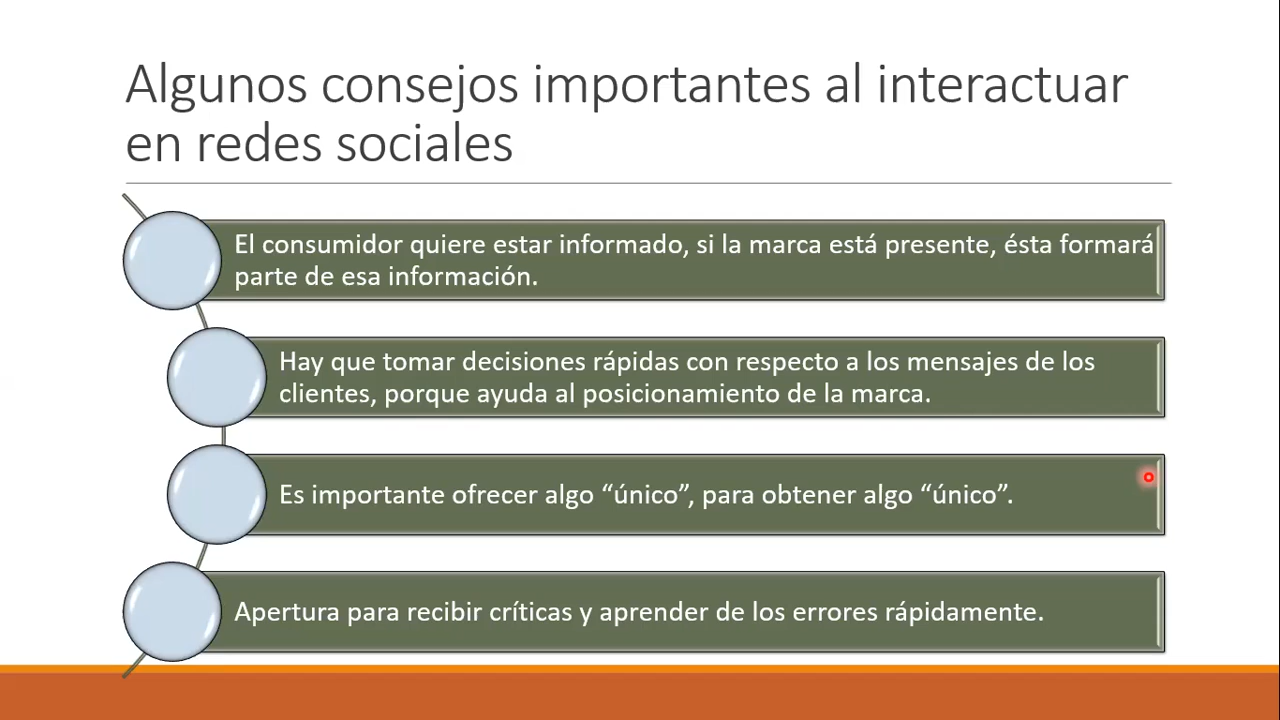 Algunos consejos importantes al interactuar
en redes sociales
El consumidor quiere estar informado, si la marca está presente, ésta formará
parte de esa información.
Hay que tomar decisiones rápidas con respecto a los mensajes de los
clientes, porque ayuda al posicionamiento de la marca.
Es importante ofrecer algo “único”, para obtener algo “único”.
Apertura para recibir críticas y aprender de los errores rápidamente.